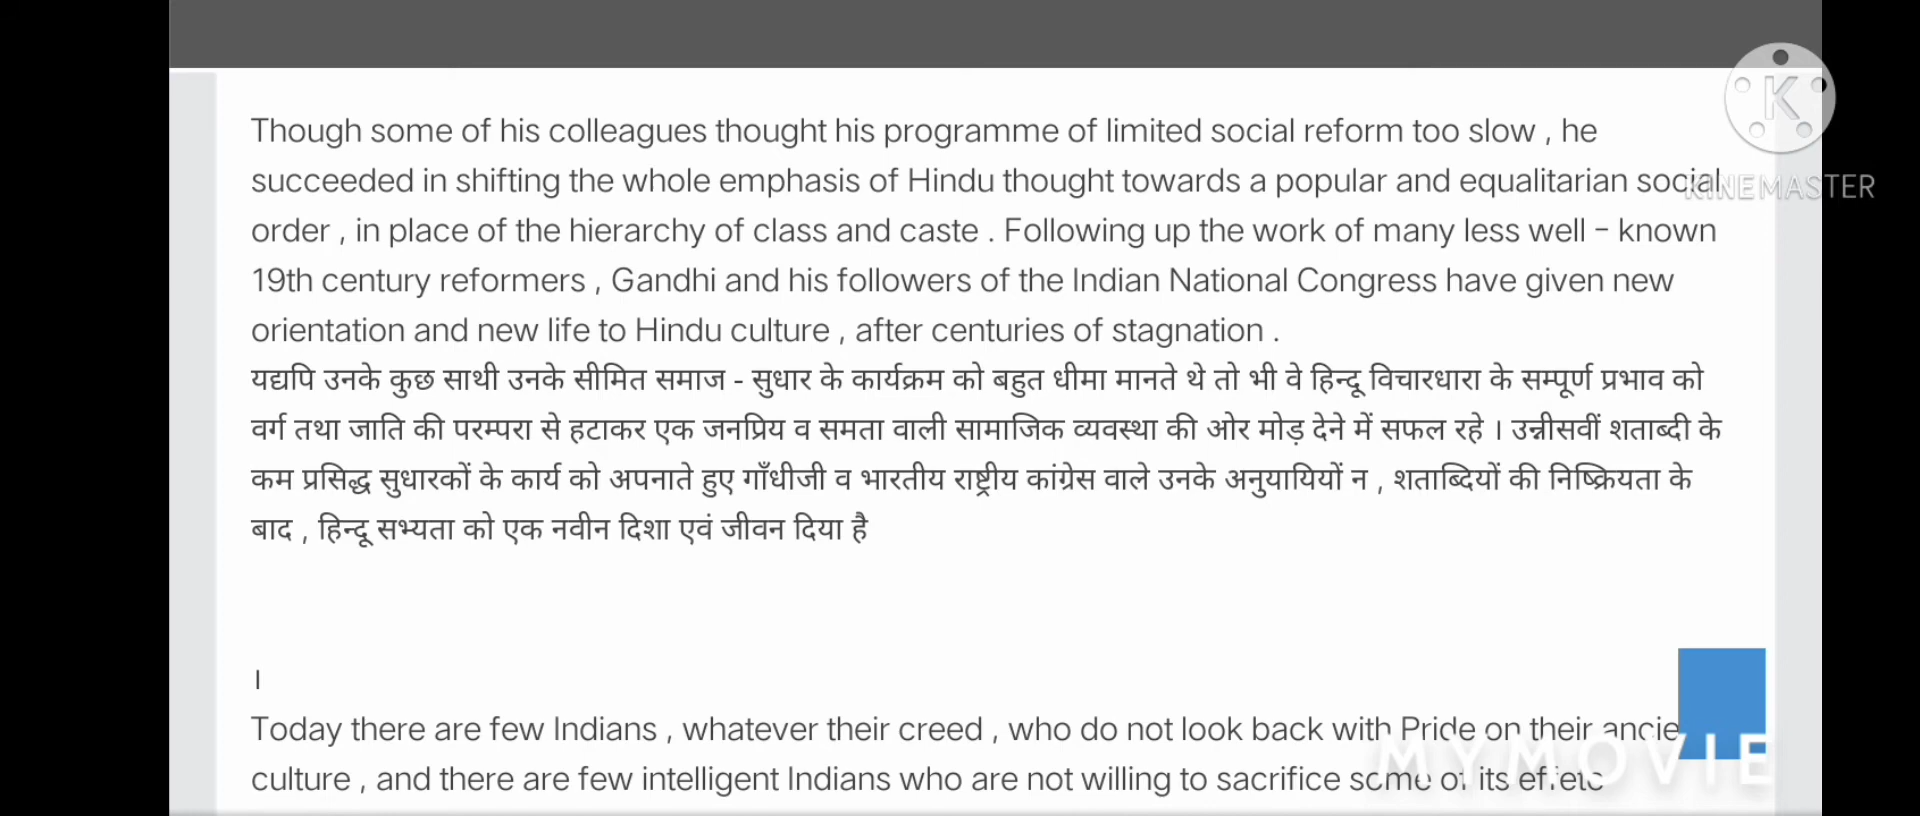 Though some of his colleagues thought his programme of limited social reform too slow , he
succeeded in shifting the whole emphasis of Hindu thought towards a popular and equalitarian social
order , in place of the hierarchy of class and caste . Following up the work of many less well - known
19th century reformers , Gandhi and his followers of the Indian National Congress have given new
orientation and new life to Hindu culture , after centuries of stagnation .
यद्यपि उनके कुछ साथी उनके सीमित समाज - सुधार के कार्यक्रम को बहुत धीमा मानते थे तो भी वे हिन्दू विचारधारा के सम्पूर्ण प्रभाव को
वर्ग तथा जाति की परम्परा से हटाकर एक जनप्रिय व समता वाली सामाजिक व्यवस्था की ओर मोड़ देने में सफल रहे । उन्नीसवीं शताब्दी के
कम प्रसिद्ध सुधारकों के कार्य को अपनाते हुए गाँधीजी व भारतीय राष्ट्रीय कांग्रेस वाले उनके अनुयायियों न , शताब्दियों की निष्क्रियता के
बाद , हिन्दू सभ्यता को एक नवीन दिशा एवं जीवन दिया है
।
Today there are few Indians , whatever their creed , who do not look back with Pride on their
culture , and there are few intelligent Indians who are not willing to sacrifice some of its
K
KINEMASTER
MYMOVIE